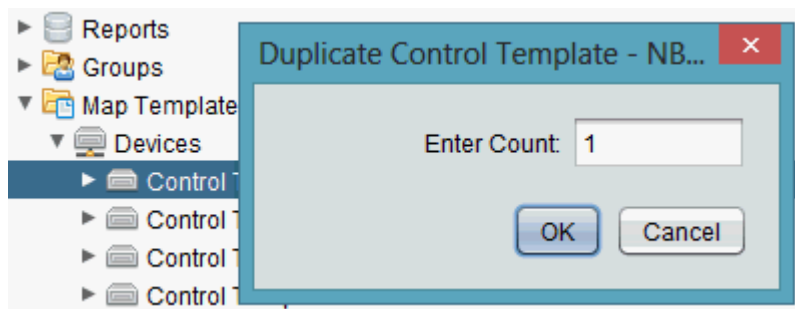 Reports
Groups
Map Template
Devices
Control
Control
Control
Control
Duplicate Control Template - NB...
Enter Count: 1
OK Cancel